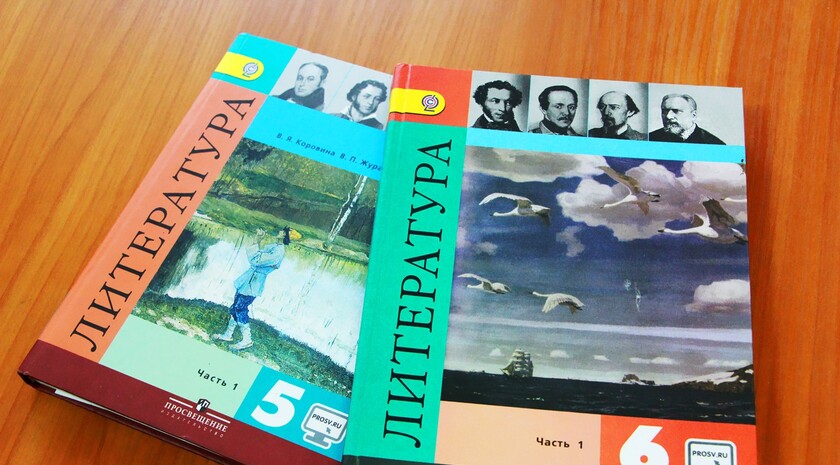 ЛИТЕРАТУРА
В. Я. Коровина В. П. Жура
Часть 1
5
PROSV.RU
ПРОСВЕЩЕНИЕ
ИЗДАТЕЛЬСТВО
ЛИТЕРАТУРА
Часть 1
6
PROSV.RU